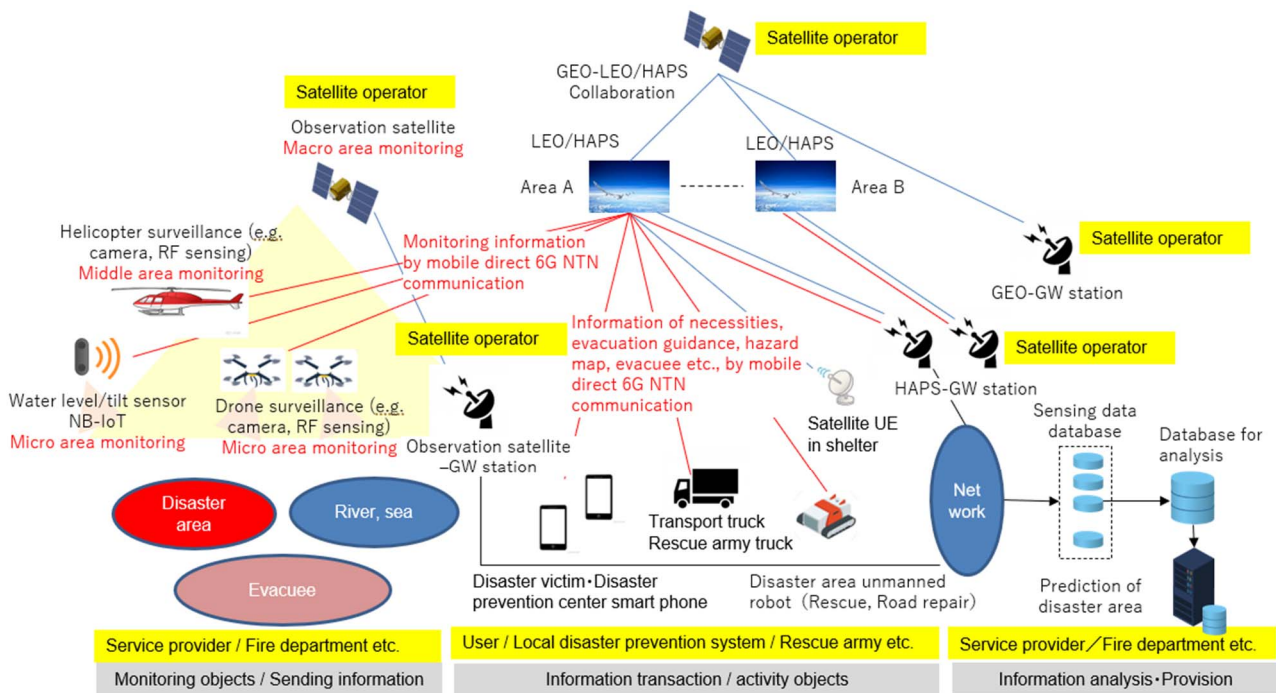 Satellite operator
GEO-LEO/HAPS
Collaboration
Satellite operator
Observation satellite
Macro area monitoring
LEO/HAPS
LEO/HAPS
Area A
Area B
Helicopter surveillance (e.g.
camera, RF sensing)
Middle area monitoring
Monitoring information
by mobile direct 6G NTN
communication
Satellite operator
GEO-GW station
Satellite operator
Information of necessities,
evacuation guidance, hazard
map, evacuee etc., by mobile
direct 6G NTN
communication
Satellite operator
HAPS-GW station
Water level/tilt sensor
NB-IoT
Micro area monitoring
Drone surveillance (e.g.
camera, RF sensing)
Micro area monitoring
Observation satellite
–GW station
Satellite UE
in shelter
Sensing data
database
Database for
analysis
Disaster
area
River, sea
Evacuee
Transport truck
Rescue army truck
Net
work
Disaster victim・Disaster
prevention center smart phone
Disaster area unmanned
robot（Rescue, Road repair）
Prediction of
disaster area
Service provider / Fire department etc.
User / Local disaster prevention system / Rescue army etc.
Service provider／Fire department etc.
Monitoring objects / Sending information
Information transaction / activity objects
Information analysis・Provision